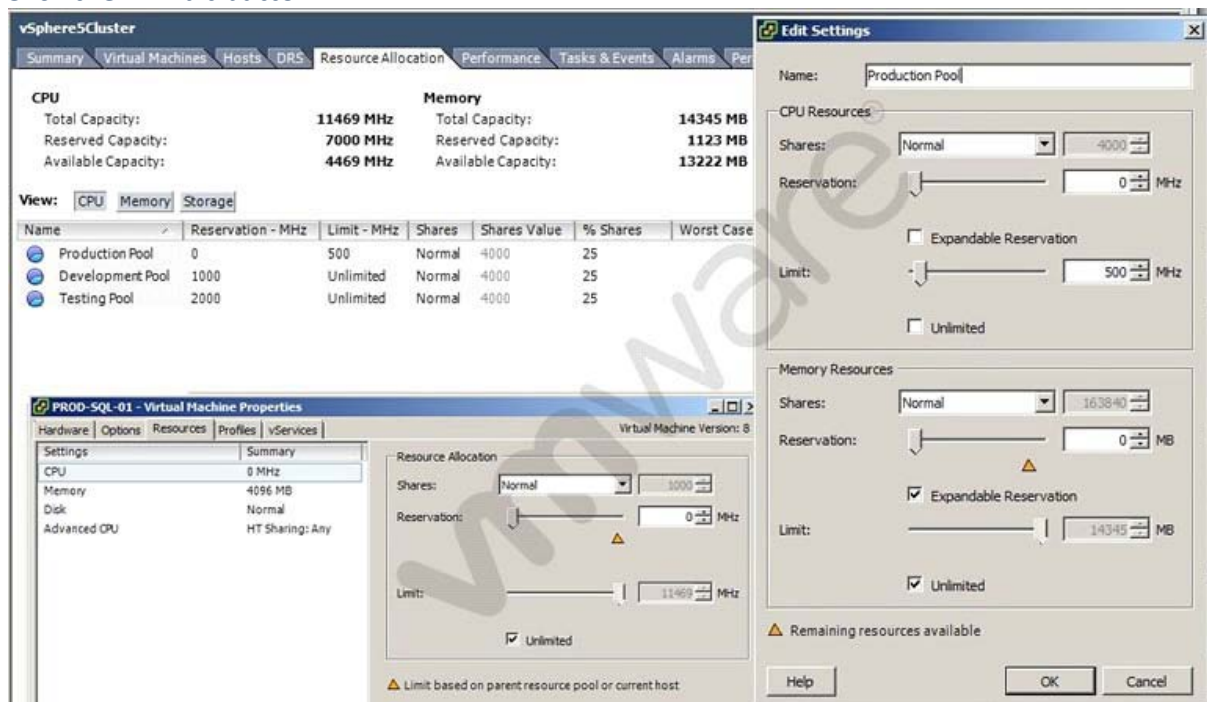 vSphere5Cluster
Summary Virtual Machines Hosts DRS Resource Allocation Performance Tasks & Events Alarms Per
CPU Memory
Total Capacity: 11469 MHz Total Capacity: 14345 MB
Reserved Capacity: 7000 MHz Reserved Capacity: 1123 MB
Available Capacity: 4469 MHz Available Capacity: 13222 MB
View: CPU Memory Storage
Name Reservation - MHz Limit - MHz Shares Shares Value % Shares Worst Case
Production Pool 0 500 Normal 4000 25
Development Pool 1000 Unlimited Normal 4000 25
Testing Pool 2000 Unlimited Normal 4000 25
PROD-SQL-01 - Virtual Machine Properties
Hardware Options Resources Profiles vServices Virtual Machine Version: 8
Settings Summary
CPU 0 MHz
Memory 4096 MB
Disk Normal
Advanced CPU HT Sharing: Any
Resource Allocation
Shares: Normal 1000
Reservation: 0 MHz
Limit: 11469 MHz
Unlimited
Limit based on parent resource pool or current host
Edit Settings
Name: Production Pool
CPU Resources
Shares: Normal 4000
Reservation: 0 MHz
Expandable Reservation
Limit: 500 MHz
Unlimited
Memory Resources
Shares: Normal 163840
Reservation: 0 MB
Expandable Reservation
Limit: 14345 MB
Unlimited
Remaining resources available
Help OK Cancel
vmware